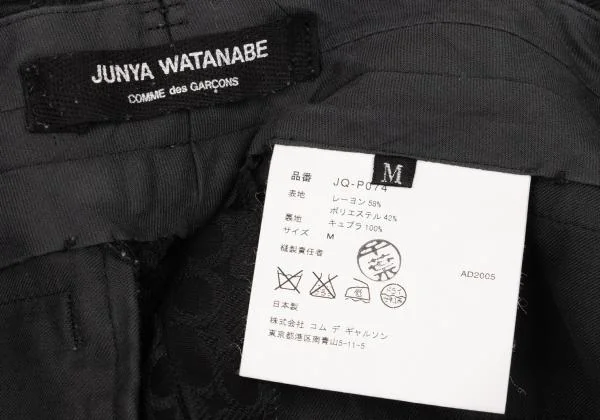 JUNYA WATANABE
COMME des GARÇONS
M
品番 JQ-P074
表地 レーヨン 58%
ポリエステル 42%
裏地 キュプラ 100%
サイズ M
縫製責任者
千葉
AD2005
日本製
株式会社 コム デ ギャルソン
東京都港区南青山5-11-5